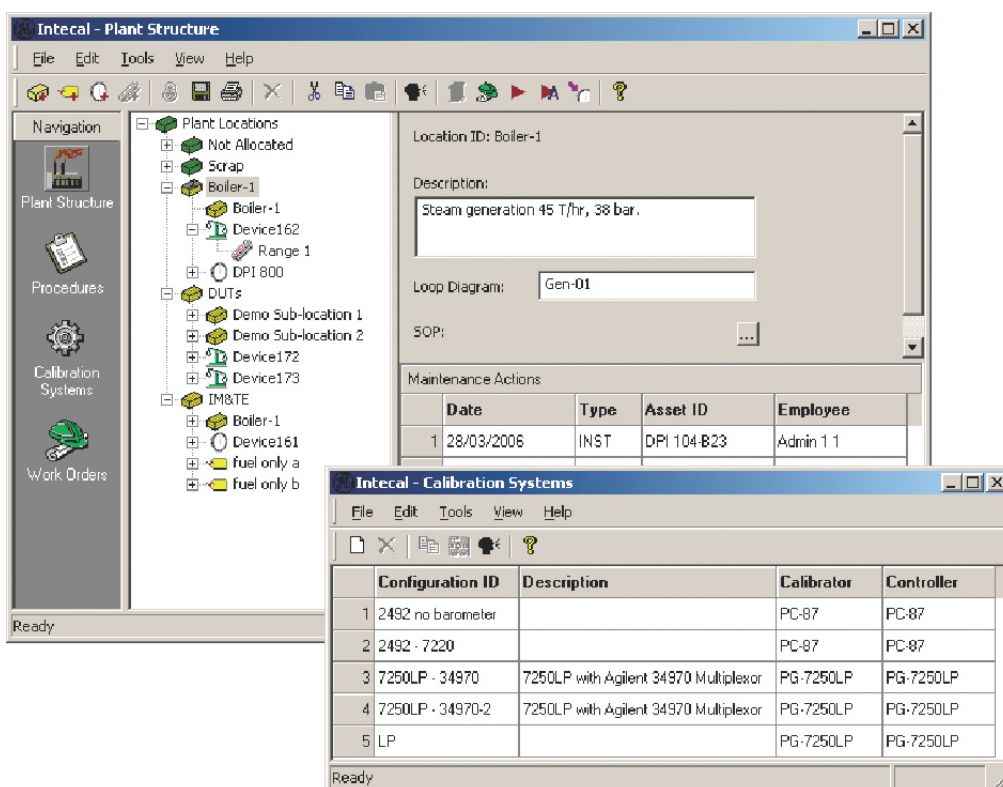 Intecal - Plant Structure
File Edit Tools View Help
Navigation
Plant Structure
Procedures
Calibration
Systems
Work Orders
Plant Locations
Not Allocated
Scrap
Boiler-1
Boiler-1
Device162
Range 1
DPI 800
DUTs
Demo Sub-location 1
Demo Sub-location 2
Device172
Device173
IM&TE
Boiler-1
Device161
fuel only a
fuel only b
Location ID: Boiler-1
Description:
Steam generation 45 T/hr, 38 bar.
Loop Diagram: Gen-01
SOP: ...
Maintenance Actions
Date Type Asset ID Employee
1 28/03/2006 INST DPI 104-B23 Admin 1 1
Ready
Intecal - Calibration Systems
File Edit Tools View Help
Configuration ID Description Calibrator Controller
1 2492 no barometer PC-87 PC-87
2 2492 - 7220 PC-87 PC-87
3 7250LP - 34970 7250LP with Agilent 34970 Multiplexor PG-7250LP PG-7250LP
4 7250LP - 34970-2 7250LP with Agilent 34970 Multiplexor PG-7250LP PG-7250LP
5 LP PG-7250LP PG-7250LP
Ready